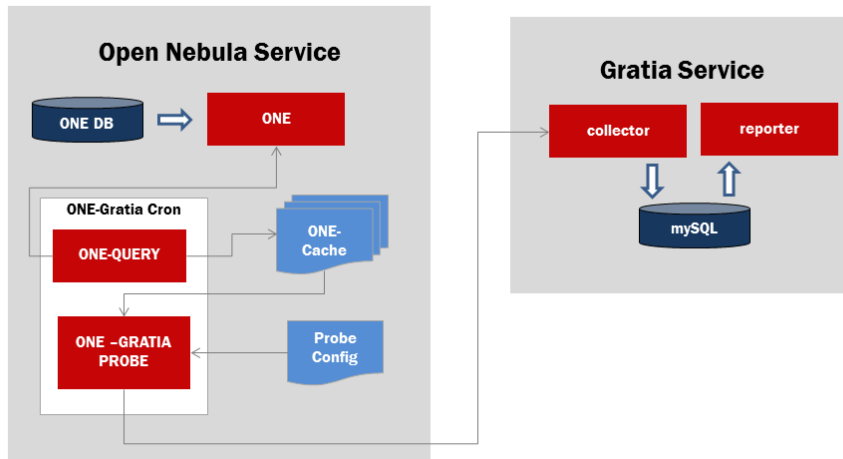 Open Nebula Service
ONE DB
ONE
ONE-Gratia Cron
ONE-QUERY
ONE-
Cache
ONE –GRATIA
PROBE
Probe
Config
Gratia Service
collector
reporter
mySQL